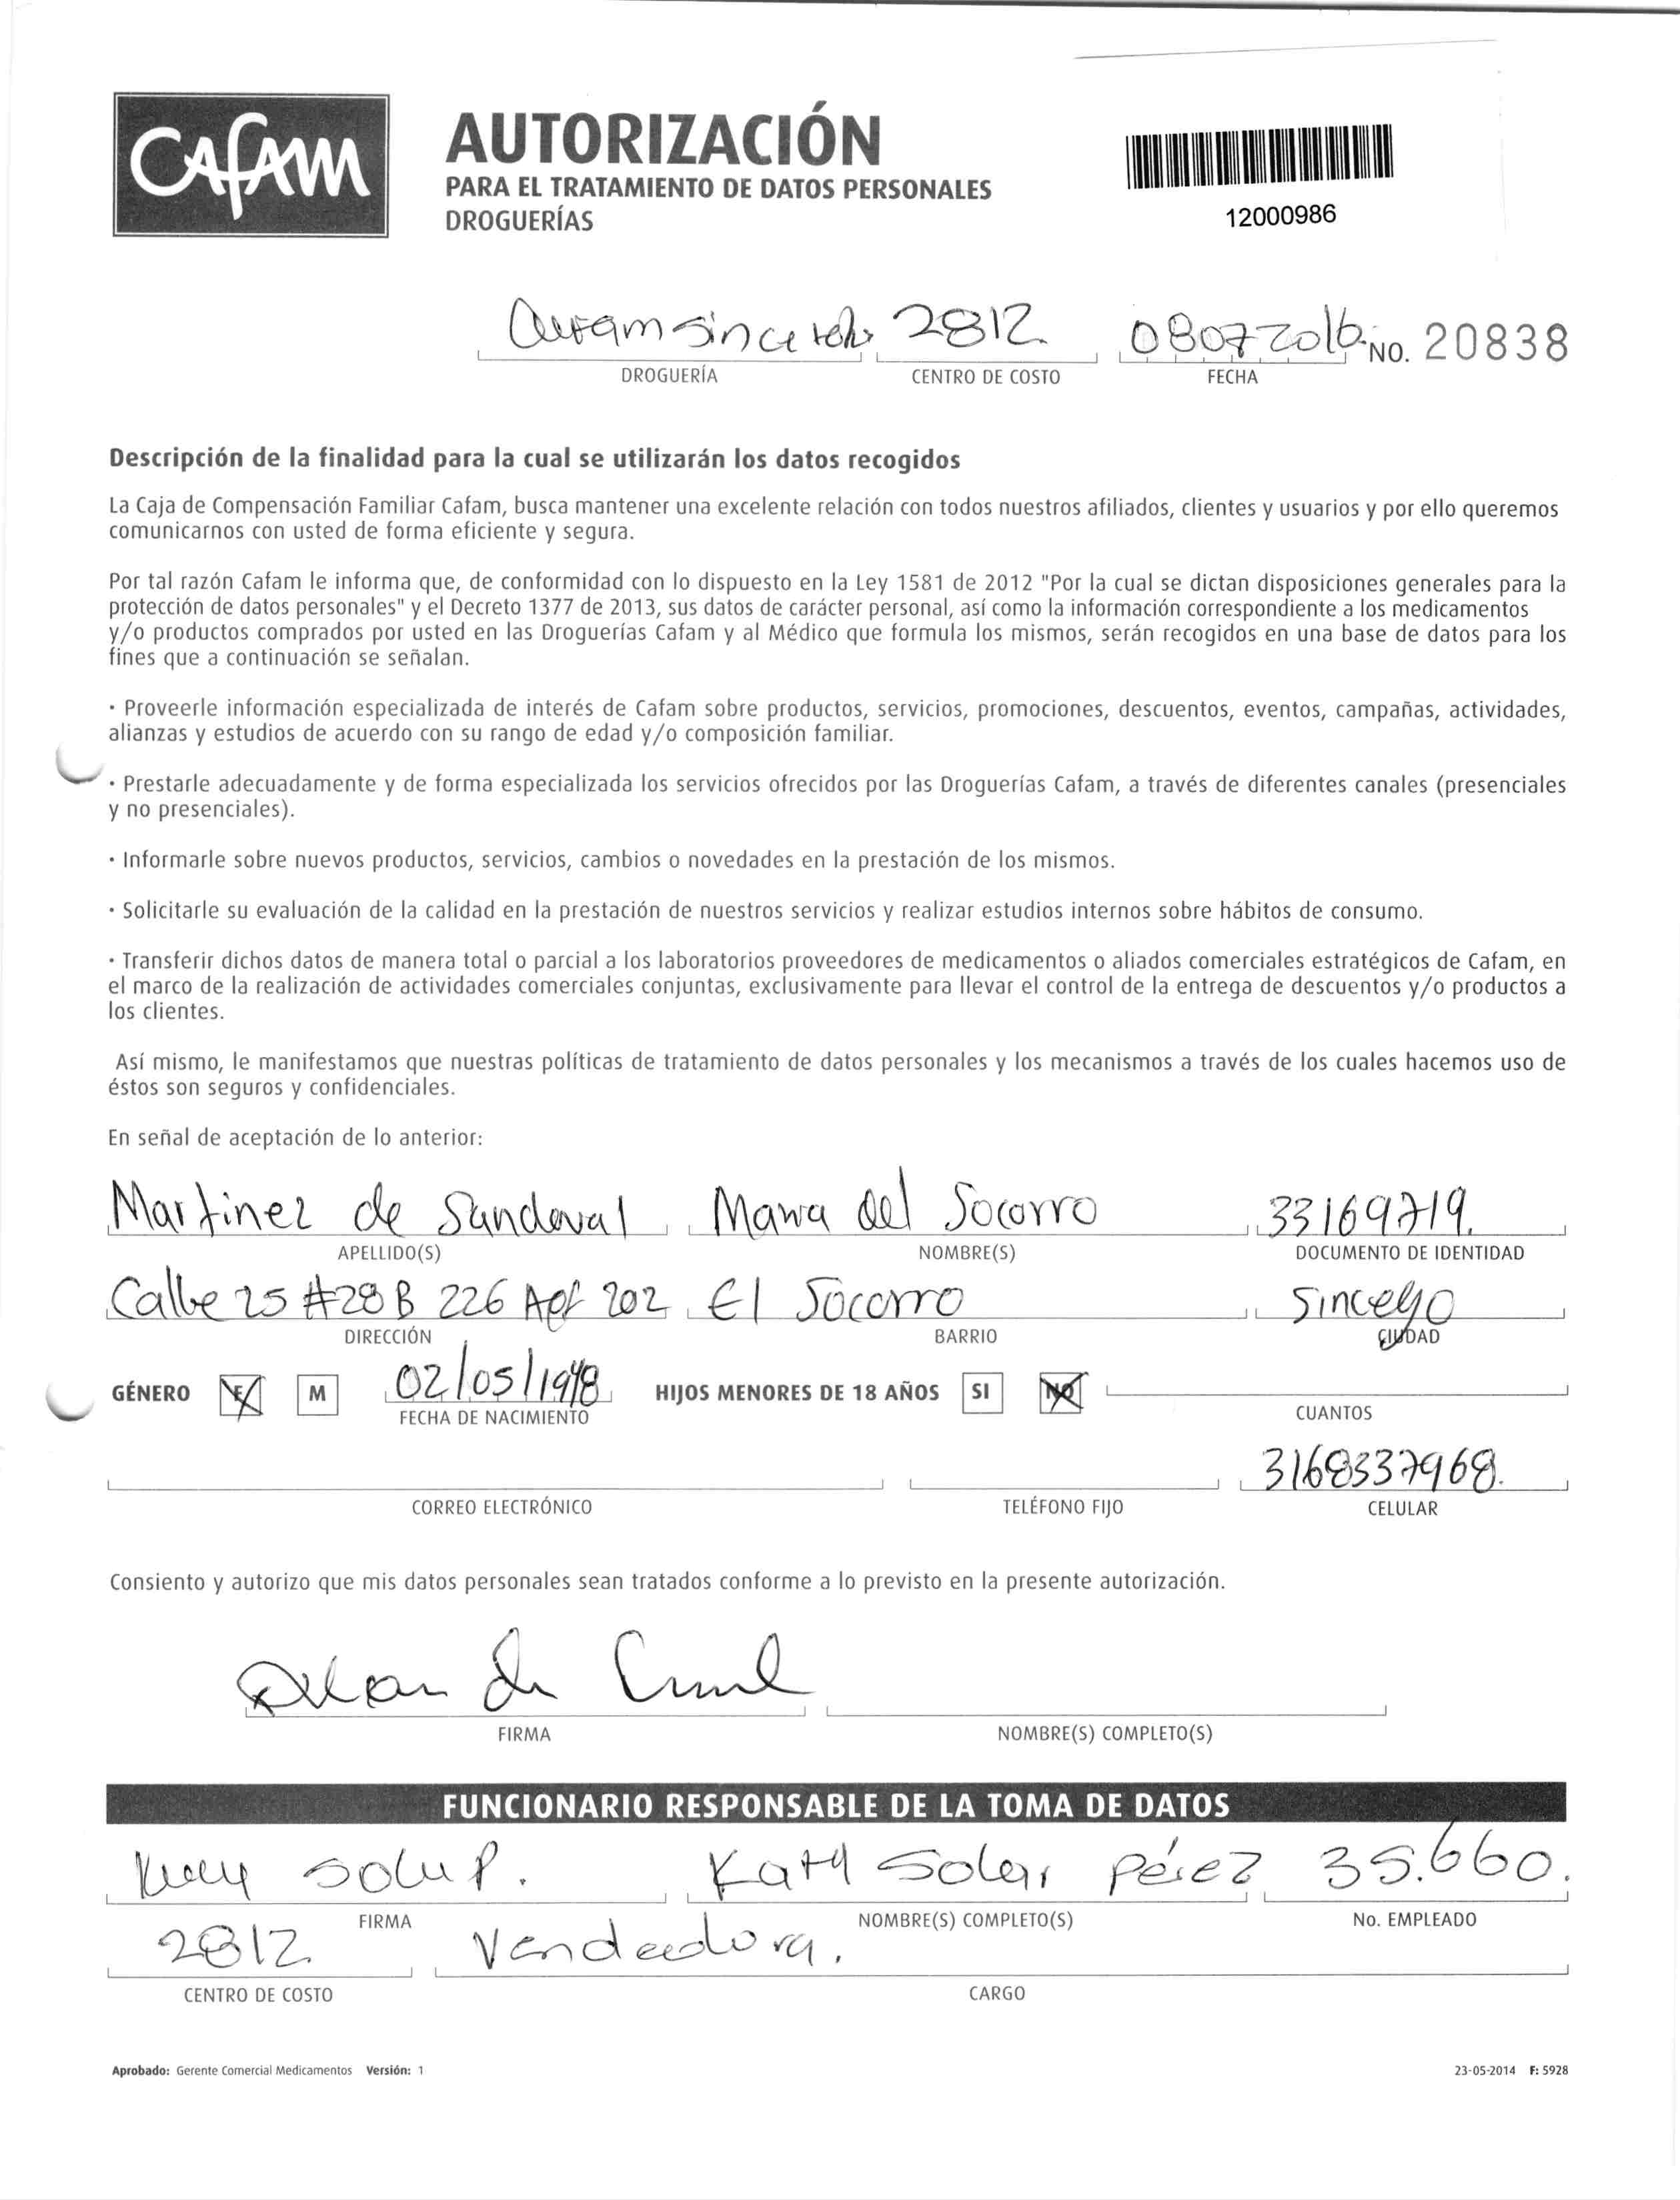 CAFAM
AUTORIZACIÓN
PARA EL TRATAMIENTO DE DATOS PERSONALES
DROGUERÍAS
12000986
2812 08072016 NO. 20838
DROGUERÍA CENTRO DE COSTO FECHA
Descripción de la finalidad para la cual se utilizarán los datos recogidos
La Caja de Compensación Familiar Cafam, busca mantener una excelente relación con todos nuestros afiliados, clientes y usuarios y por ello queremos
comunicarnos con usted de forma eficiente y segura.
Por tal razón Cafam le informa que, de conformidad con lo dispuesto en la Ley 1581 de 2012 "Por la cual se dictan disposiciones generales para la
protección de datos personales" y el Decreto 1377 de 2013, sus datos de carácter personal, así como la información correspondiente a los medicamentos
y/o productos comprados por usted en las Droguerías Cafam y al Médico que formula los mismos, serán recogidos en una base de datos para los
fines que a continuación se señalan.
· Proveerle información especializada de interés de Cafam sobre productos, servicios, promociones, descuentos, eventos, campañas, actividades,
alianzas y estudios de acuerdo con su rango de edad y/o composición familiar.
· Prestarle adecuadamente y de forma especializada los servicios ofrecidos por las Droguerías Cafam, a través de diferentes canales (presenciales
y no presenciales).
· Informarle sobre nuevos productos, servicios, cambios o novedades en la prestación de los mismos.
· Solicitarle su evaluación de la calidad en la prestación de nuestros servicios y realizar estudios internos sobre hábitos de consumo.
· Transferir dichos datos de manera total o parcial a los laboratorios proveedores de medicamentos o aliados comerciales estratégicos de Cafam, en
el marco de la realización de actividades comerciales conjuntas, exclusivamente para llevar el control de la entrega de descuentos y/o productos a
los clientes.
Así mismo, le manifestamos que nuestras políticas de tratamiento de datos personales y los mecanismos a través de los cuales hacemos uso de
éstos son seguros y confidenciales.
En señal de aceptación de lo anterior:
Martinez de Sandoval Maria del Socorro 33169719.
APELLIDO(S) NOMBRE(S) DOCUMENTO DE IDENTIDAD
Calle 25 #28B 226 Apt 202 El Socorro Sincelejo
DIRECCIÓN BARRIO CIUDAD
GÉNERO F M 02/05/1948 HIJOS MENORES DE 18 AÑOS SI NO
FECHA DE NACIMIENTO CUANTOS
3168337968.
CORREO ELECTRÓNICO TELÉFONO FIJO CELULAR
Consiento y autorizo que mis datos personales sean tratados conforme a lo previsto en la presente autorización.
FIRMA NOMBRE(S) COMPLETO(S)
FUNCIONARIO RESPONSABLE DE LA TOMA DE DATOS
Katy Solar Pérez 35.660.
FIRMA NOMBRE(S) COMPLETO(S) No. EMPLEADO
2812 Vendedora.
CENTRO DE COSTO CARGO
Aprobado: Gerente Comercial Medicamentos Versión: 1 23-05-2014 F: 5928